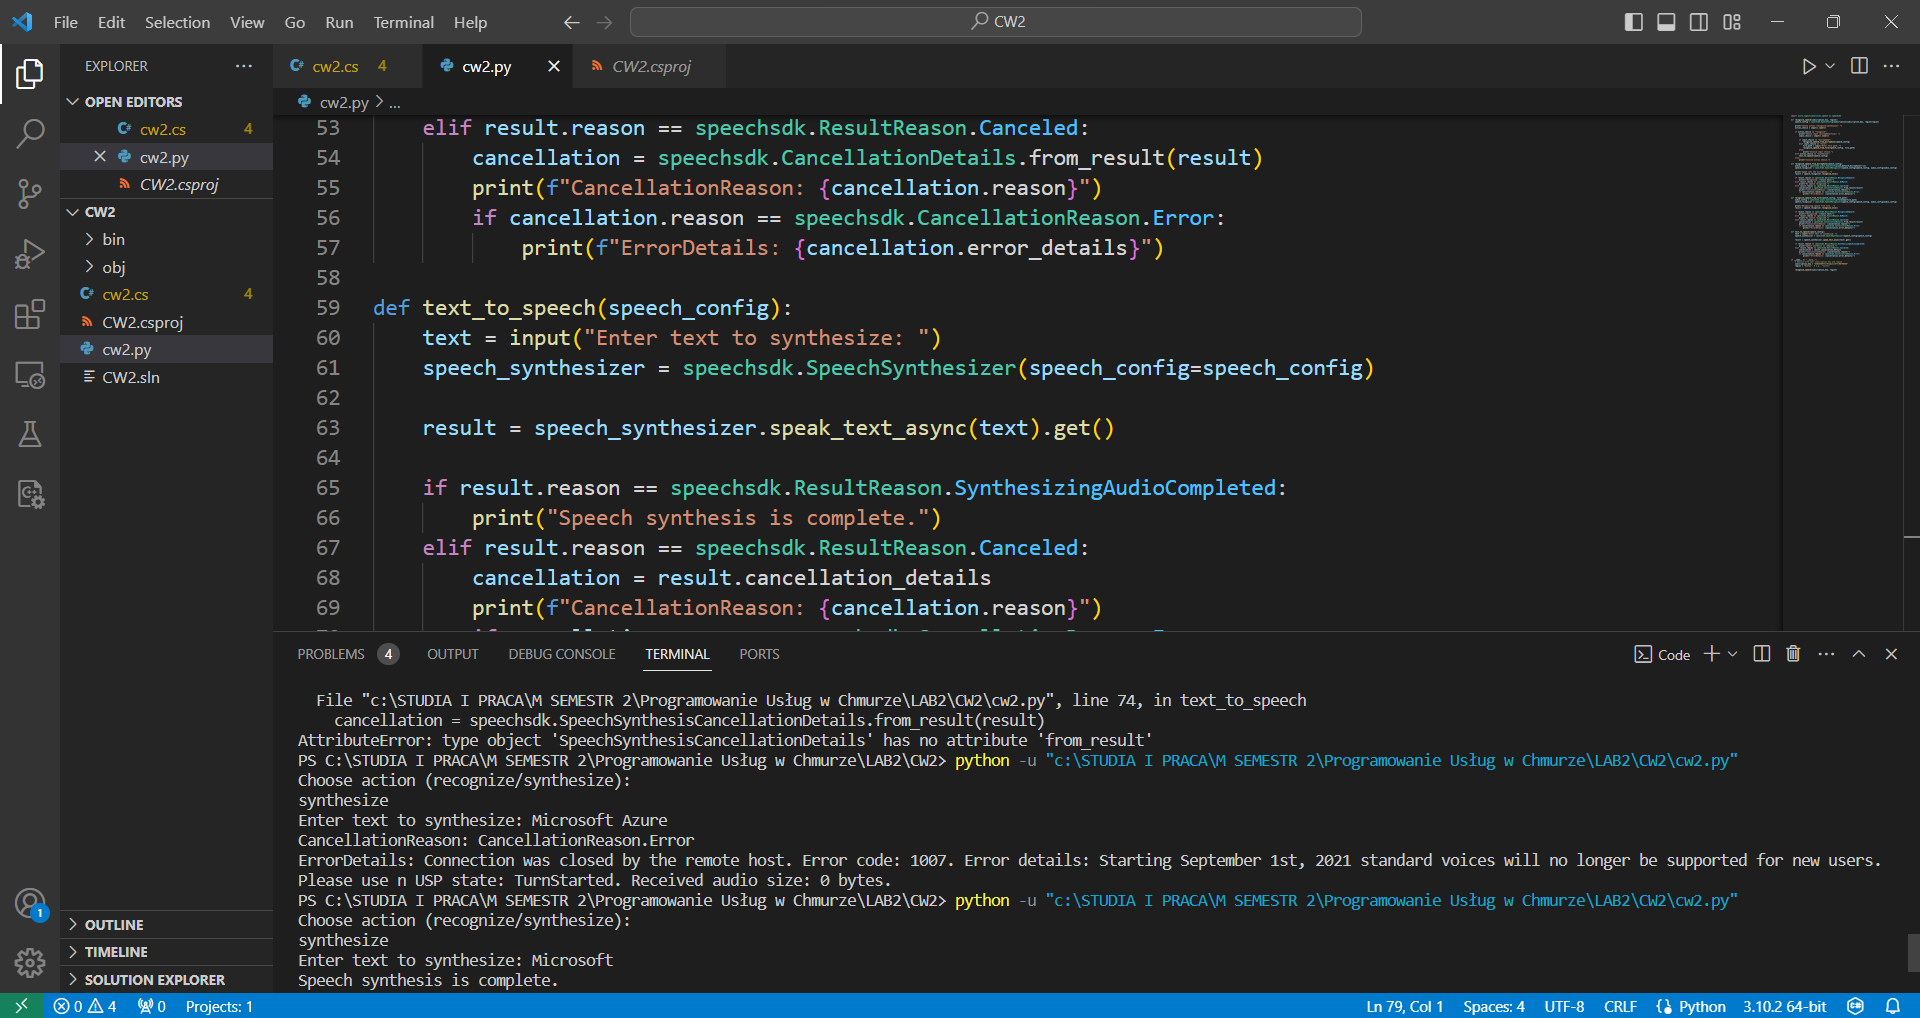 File Edit Selection View Go Run Terminal Help
CW2
EXPLORER
OPEN EDITORS
cw2.cs 4
cw2.py
CW2.csproj
CW2
bin
obj
cw2.cs 4
CW2.csproj
cw2.py
CW2.sln
OUTLINE
TIMELINE
SOLUTION EXPLORER
cw2.cs 4 cw2.py CW2.csproj
cw2.py > ...
53 elif result.reason == speechsdk.ResultReason.Canceled:
54 cancellation = speechsdk.CancellationDetails.from_result(result)
55 print(f"CancellationReason: {cancellation.reason}")
56 if cancellation.reason == speechsdk.CancellationReason.Error:
57 print(f"ErrorDetails: {cancellation.error_details}")
58
59 def text_to_speech(speech_config):
60 text = input("Enter text to synthesize: ")
61 speech_synthesizer = speechsdk.SpeechSynthesizer(speech_config=speech_config)
62
63 result = speech_synthesizer.speak_text_async(text).get()
64
65 if result.reason == speechsdk.ResultReason.SynthesizingAudioCompleted:
66 print("Speech synthesis is complete.")
67 elif result.reason == speechsdk.ResultReason.Canceled:
68 cancellation = result.cancellation_details
69 print(f"CancellationReason: {cancellation.reason}")
PROBLEMS 4 OUTPUT DEBUG CONSOLE TERMINAL PORTS
Code
File "c:\STUDIA I PRACA\M SEMESTR 2\Programowanie Usług w Chmurze\LAB2\CW2\cw2.py", line 74, in text_to_speech
cancellation = speechsdk.SpeechSynthesisCancellationDetails.from_result(result)
AttributeError: type object 'SpeechSynthesisCancellationDetails' has no attribute 'from_result'
PS C:\STUDIA I PRACA\M SEMESTR 2\Programowanie Usług w Chmurze\LAB2\CW2> python -u "c:\STUDIA I PRACA\M SEMESTR 2\Programowanie Usług w Chmurze\LAB2\CW2\cw2.py"
Choose action (recognize/synthesize):
synthesize
Enter text to synthesize: Microsoft Azure
CancellationReason: CancellationReason.Error
ErrorDetails: Connection was closed by the remote host. Error code: 1007. Error details: Starting September 1st, 2021 standard voices will no longer be supported for new users.
Please use n USP state: TurnStarted. Received audio size: 0 bytes.
PS C:\STUDIA I PRACA\M SEMESTR 2\Programowanie Usług w Chmurze\LAB2\CW2> python -u "c:\STUDIA I PRACA\M SEMESTR 2\Programowanie Usług w Chmurze\LAB2\CW2\cw2.py"
Choose action (recognize/synthesize):
synthesize
Enter text to synthesize: Microsoft
Speech synthesis is complete.
1
0 4 0 Projects: 1 Ln 79, Col 1 Spaces: 4 UTF-8 CRLF Python 3.10.2 64-bit